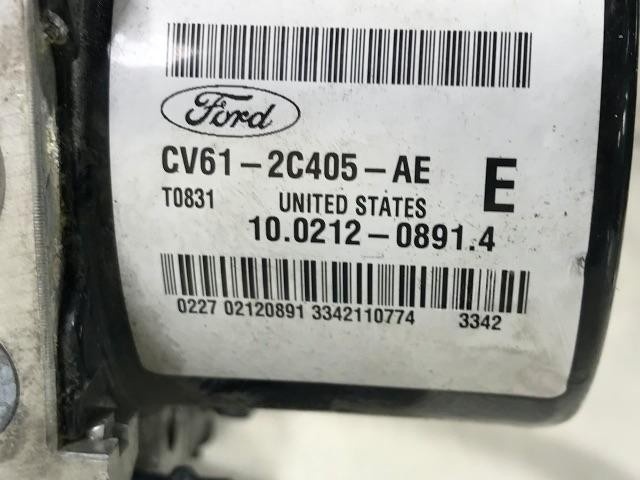 Ford
CV61-2C405-AE E
T0831 UNITED STATES
10.0212-0891.4
0227 02120891 3342110774 3342